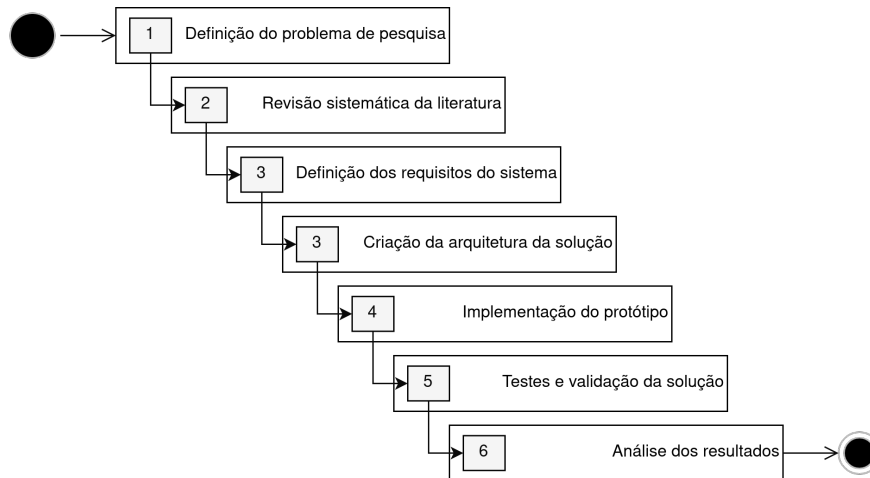 1 Definição do problema de pesquisa
2 Revisão sistemática da literatura
3 Definição dos requisitos do sistema
3 Criação da arquitetura da solução
4 Implementação do protótipo
5 Testes e validação da solução
6 Análise dos resultados